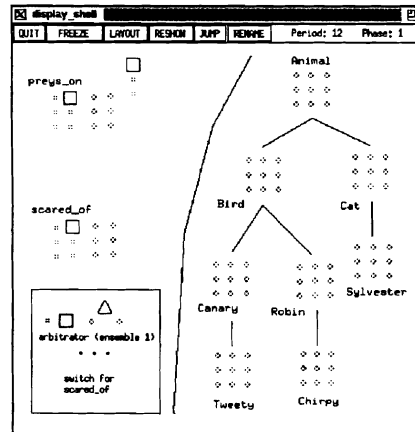 display_shell
QUIT FREEZE LAYOUT RESHOW JUMP RENAME Period: 12 Phase: 1
preys_on
scared_of
arbitrator (ensemble 1)
switch for
scared_of
Animal
Bird
Cat
Canary
Robin
Sylvester
Tweety
Chirpy